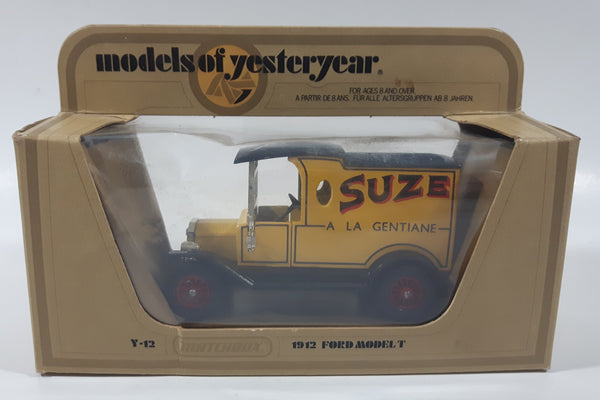 models of yesteryear®
FOR AGES 8 AND OVER.
A PARTIR DE 8 ANS. FÜR ALLE ALTERSGRUPPEN AB 8 JAHREN.
SUZE
A LA GENTIANE
Y-12 MATCHBOX 1912 FORD MODEL T